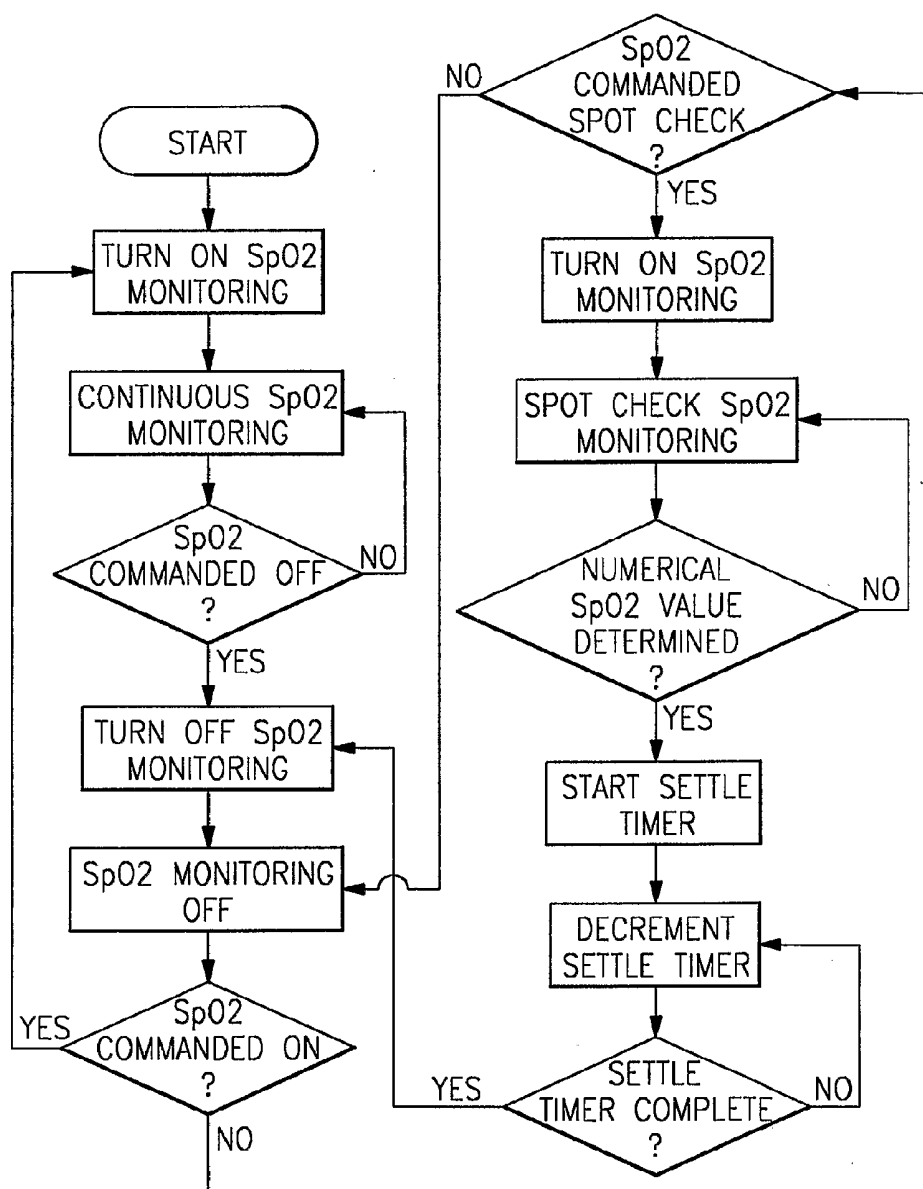 START
TURN ON SpO2
MONITORING
CONTINUOUS SpO2
MONITORING
SpO2
COMMANDED OFF
?
NO
YES
TURN OFF SpO2
MONITORING
SpO2 MONITORING
OFF
SpO2
COMMANDED ON
?
YES
NO
SpO2
COMMANDED
SPOT CHECK
?
NO
YES
TURN ON SpO2
MONITORING
SPOT CHECK SpO2
MONITORING
NUMERICAL
SpO2 VALUE
DETERMINED
?
NO
YES
START SETTLE
TIMER
DECREMENT
SETTLE TIMER
SETTLE
TIMER COMPLETE
?
YES
NO